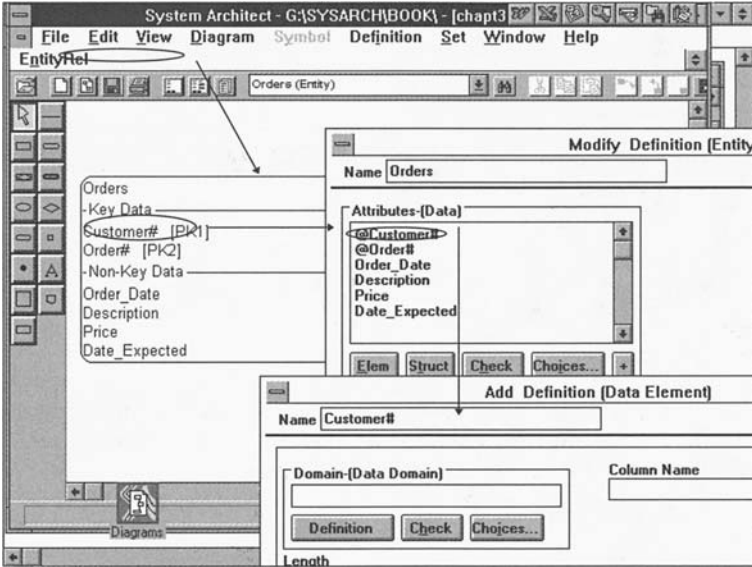 System Architect - G:\SYSARCH\BOOK\ - [chapt3
File Edit View Diagram Symbol Definition Set Window Help
EntityRel
Orders (Entity)
Orders
-Key Data
Customer# [PK1]
Order# [PK2]
-Non-Key Data
Order_Date
Description
Price
Date_Expected
Modify Definition (Entity
Name Orders
Attributes-(Data)
@Customer#
@Order#
Order_Date
Description
Price
Date_Expected
Elem Struct Check Choices... +
Add Definition (Data Element)
Name Customer#
Domain-(Data Domain)
Column Name
Definition Check Choices...
Length
Diagrams